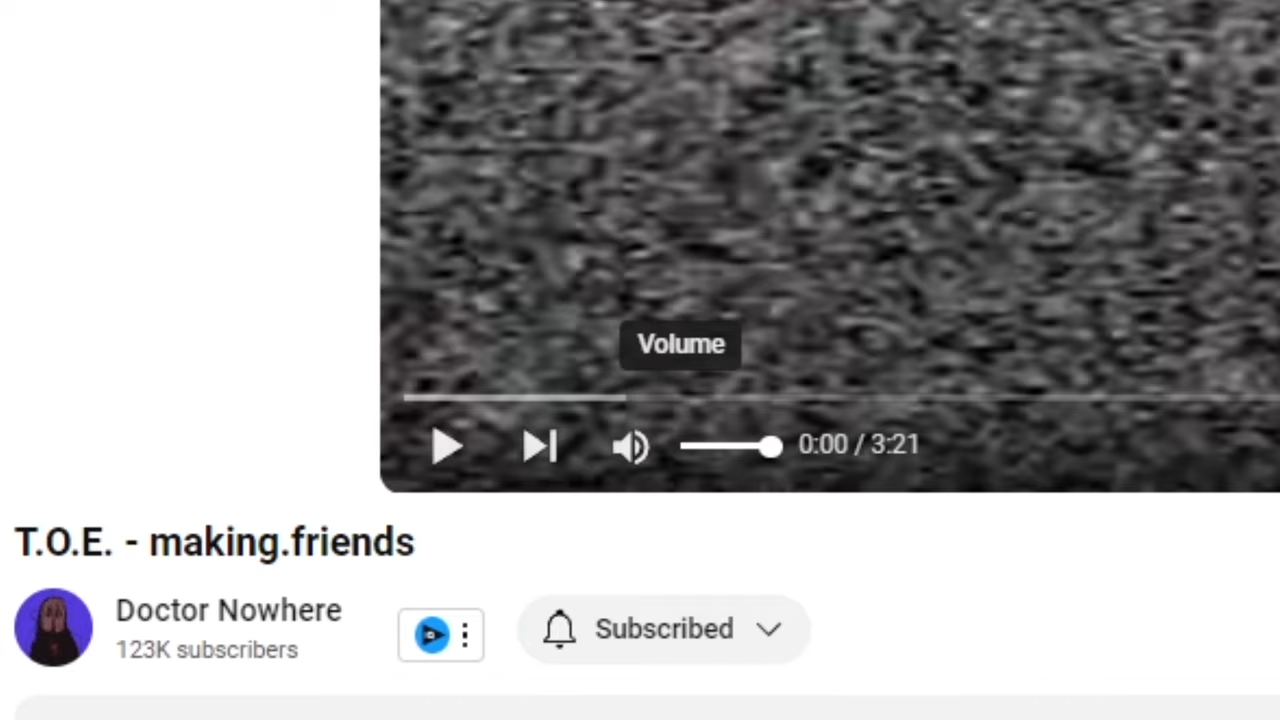 Volume
0:00 / 3:21
T.O.E. - making.friends
Doctor Nowhere
123K subscribers
Subscribed